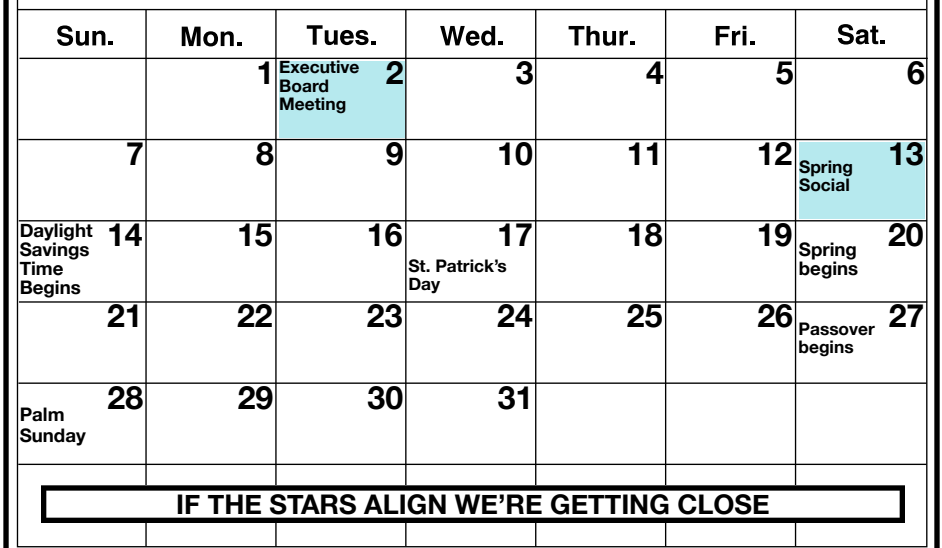 Sun. Mon. Tues. Wed. Thur. Fri. Sat.
1 Executive Board Meeting 2 3 4 5 6
7 8 9 10 11 12 Spring Social 13
Daylight Savings Time Begins 14 15 16 17 St. Patrick's Day 18 19 Spring begins 20
21 22 23 24 25 26 Passover begins 27
Palm Sunday 28 29 30 31
IF THE STARS ALIGN WE'RE GETTING CLOSE